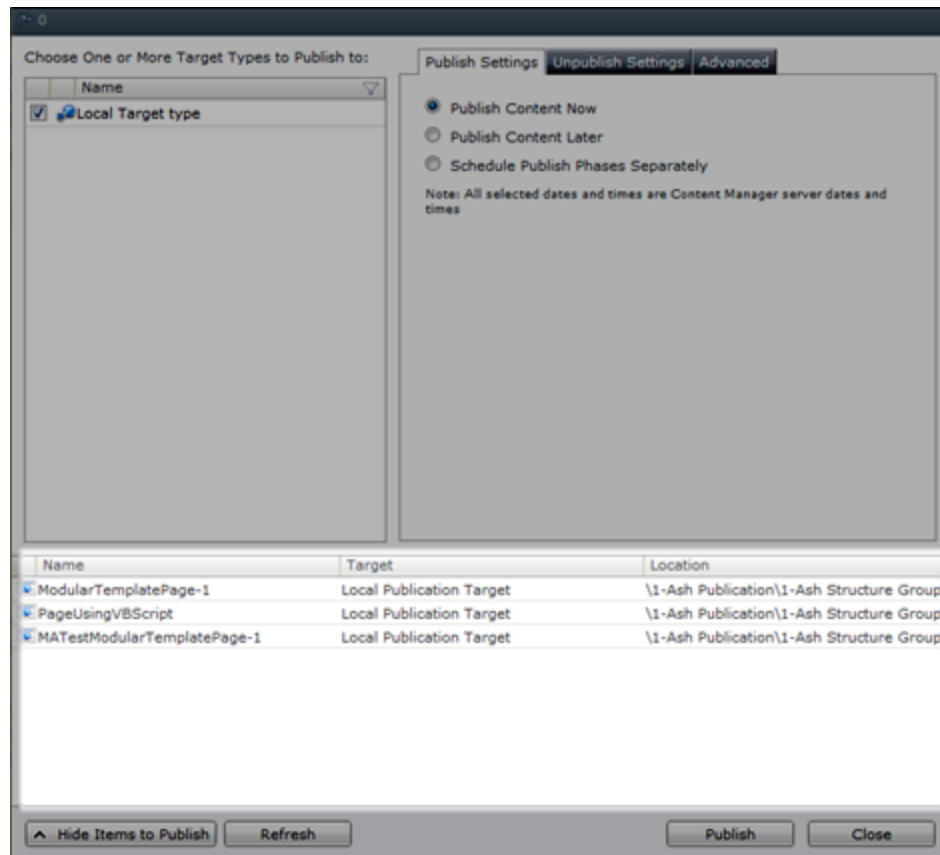 0
Choose One or More Target Types to Publish to:
Name
Local Target type
Publish Settings
Unpublish Settings
Advanced
Publish Content Now
Publish Content Later
Schedule Publish Phases Separately
Note: All selected dates and times are Content Manager server dates and
times
Name Target Location
ModularTemplatePage-1 Local Publication Target \1-Ash Publication\1-Ash Structure Group
PageUsingVBScript Local Publication Target \1-Ash Publication\1-Ash Structure Group
MATestModularTemplatePage-1 Local Publication Target \1-Ash Publication\1-Ash Structure Group
Hide Items to Publish Refresh Publish Close